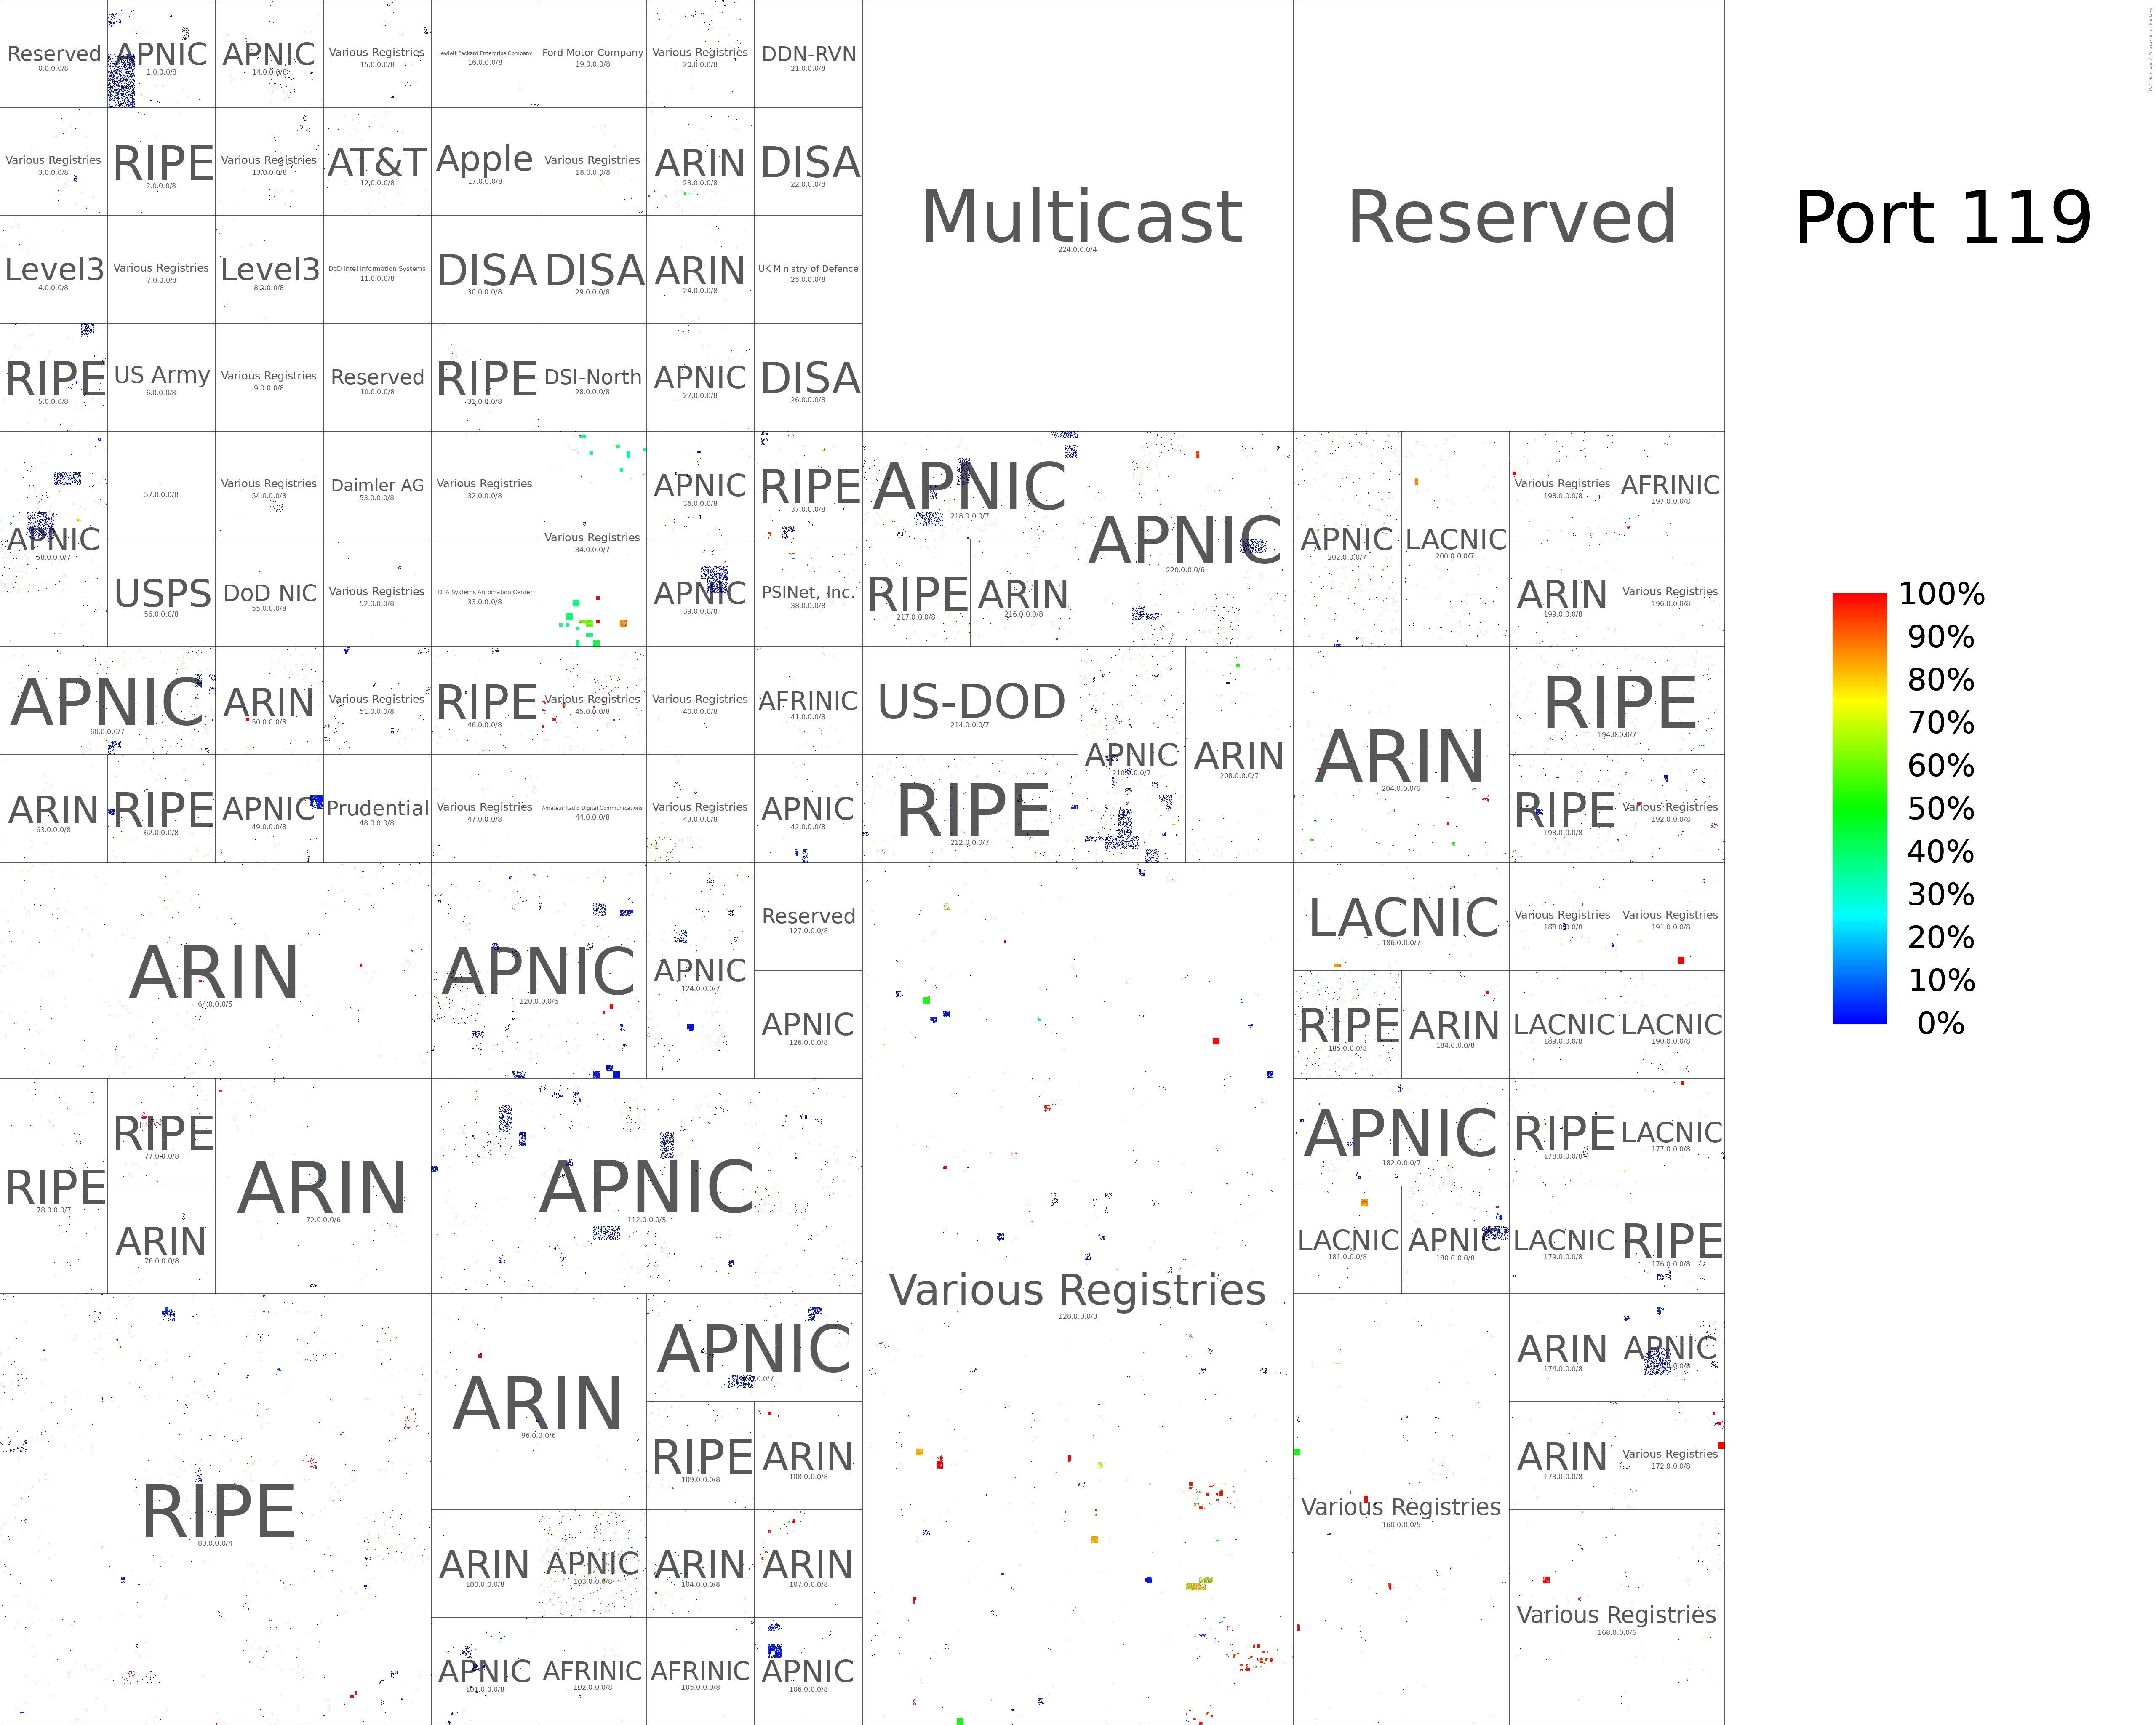 Reserved
0.0.0.0/8
APNIC
1.0.0.0/8
APNIC
14.0.0.0/8
Various Registries
15.0.0.0/8
Hewlett Packard Enterprise Company
16.0.0.0/8
Ford Motor Company
19.0.0.0/8
Various Registries
20.0.0.0/8
DDN-RVN
21.0.0.0/8
Various Registries
3.0.0.0/8
RIPE
2.0.0.0/8
Various Registries
13.0.0.0/8
AT&T
12.0.0.0/8
Apple
17.0.0.0/8
Various Registries
18.0.0.0/8
ARIN
23.0.0.0/8
DISA
22.0.0.0/8
Multicast
224.0.0.0/4
Reserved
Port 119
Level3
4.0.0.0/8
Various Registries
7.0.0.0/8
Level3
8.0.0.0/8
DoD Intel Information Systems
11.0.0.0/8
DISA
30.0.0.0/8
DISA
29.0.0.0/8
ARIN
24.0.0.0/8
UK Ministry of Defence
25.0.0.0/8
RIPE
5.0.0.0/8
US Army
6.0.0.0/8
Various Registries
9.0.0.0/8
Reserved
10.0.0.0/8
RIPE
31.0.0.0/8
DSI-North
28.0.0.0/8
APNIC
27.0.0.0/8
DISA
26.0.0.0/8
APNIC
58.0.0.0/7
57.0.0.0/8
Various Registries
54.0.0.0/8
Daimler AG
53.0.0.0/8
Various Registries
32.0.0.0/8
Various Registries
34.0.0.0/7
APNIC
36.0.0.0/8
RIPE
37.0.0.0/8
APNIC
218.0.0.0/7
APNIC
220.0.0.0/6
APNIC
202.0.0.0/7
LACNIC
200.0.0.0/7
Various Registries
198.0.0.0/8
AFRINIC
197.0.0.0/8
USPS
56.0.0.0/8
DoD NIC
55.0.0.0/8
Various Registries
52.0.0.0/8
DLA Systems Automation Center
33.0.0.0/8
APNIC
39.0.0.0/8
PSINet, Inc.
38.0.0.0/8
RIPE
217.0.0.0/8
ARIN
216.0.0.0/8
ARIN
199.0.0.0/8
Various Registries
196.0.0.0/8
100%
90%
80%
70%
60%
50%
40%
30%
20%
10%
0%
APNIC
60.0.0.0/7
ARIN
50.0.0.0/8
Various Registries
51.0.0.0/8
RIPE
46.0.0.0/8
Various Registries
45.0.0.0/8
Various Registries
40.0.0.0/8
AFRINIC
41.0.0.0/8
US-DOD
214.0.0.0/7
APNIC
210.0.0.0/7
ARIN
208.0.0.0/7
ARIN
204.0.0.0/6
RIPE
194.0.0.0/7
ARIN
63.0.0.0/8
RIPE
62.0.0.0/8
APNIC
49.0.0.0/8
Prudential
48.0.0.0/8
Various Registries
47.0.0.0/8
Amateur Radio Digital Communications
44.0.0.0/8
Various Registries
43.0.0.0/8
APNIC
42.0.0.0/8
RIPE
212.0.0.0/7
RIPE
193.0.0.0/8
Various Registries
192.0.0.0/8
ARIN
64.0.0.0/5
APNIC
120.0.0.0/6
APNIC
124.0.0.0/7
Reserved
127.0.0.0/8
APNIC
126.0.0.0/8
LACNIC
186.0.0.0/7
Various Registries
188.0.0.0/8
Various Registries
191.0.0.0/8
RIPE
185.0.0.0/8
ARIN
184.0.0.0/8
LACNIC
189.0.0.0/8
LACNIC
190.0.0.0/8
RIPE
78.0.0.0/7
RIPE
77.0.0.0/8
ARIN
76.0.0.0/8
ARIN
72.0.0.0/6
APNIC
112.0.0.0/5
Various Registries
128.0.0.0/3
APNIC
182.0.0.0/7
RIPE
178.0.0.0/8
LACNIC
177.0.0.0/8
LACNIC
181.0.0.0/8
APNIC
180.0.0.0/8
LACNIC
179.0.0.0/8
RIPE
176.0.0.0/8
RIPE
80.0.0.0/4
ARIN
96.0.0.0/6
APNIC
RIPE
109.0.0.0/8
ARIN
108.0.0.0/8
ARIN
100.0.0.0/8
APNIC
103.0.0.0/8
ARIN
104.0.0.0/8
ARIN
107.0.0.0/8
APNIC
101.0.0.0/8
AFRINIC
102.0.0.0/8
AFRINIC
105.0.0.0/8
APNIC
106.0.0.0/8
Various Registries
160.0.0.0/5
ARIN
174.0.0.0/8
APNIC
ARIN
173.0.0.0/8
Various Registries
172.0.0.0/8
Various Registries
168.0.0.0/6